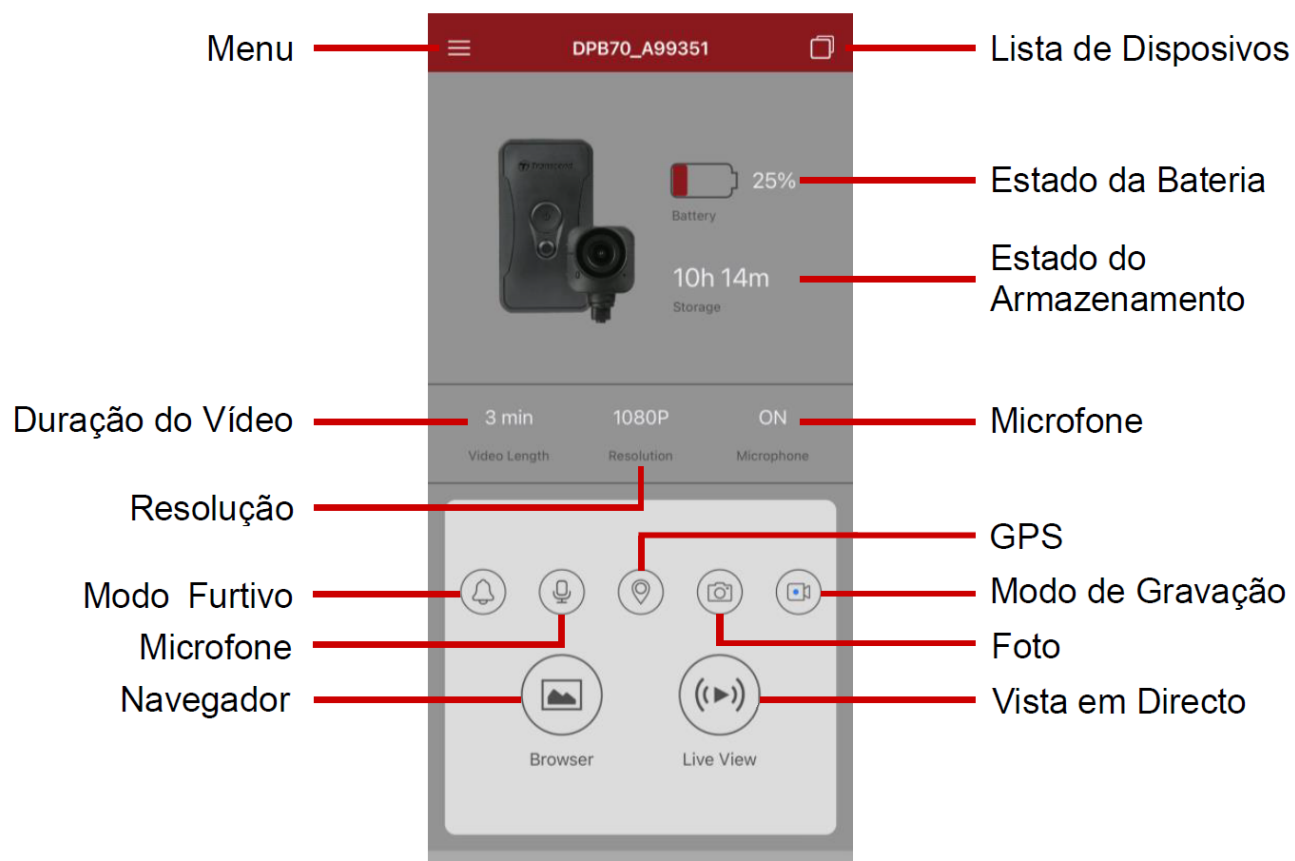 Menu
DPB70_A99351
Lista de Disposivos
Transcend
25%
Estado da Bateria
Battery
Estado do
Armazenamento
10h 14m
Storage
Duração do Vídeo
3 min
1080P
ON
Microfone
Video Length
Resolution
Microphone
Resolução
GPS
Modo  Furtivo
Modo de Gravação
Microfone
Foto
Navegador
Vista em Directo
Browser
Live View